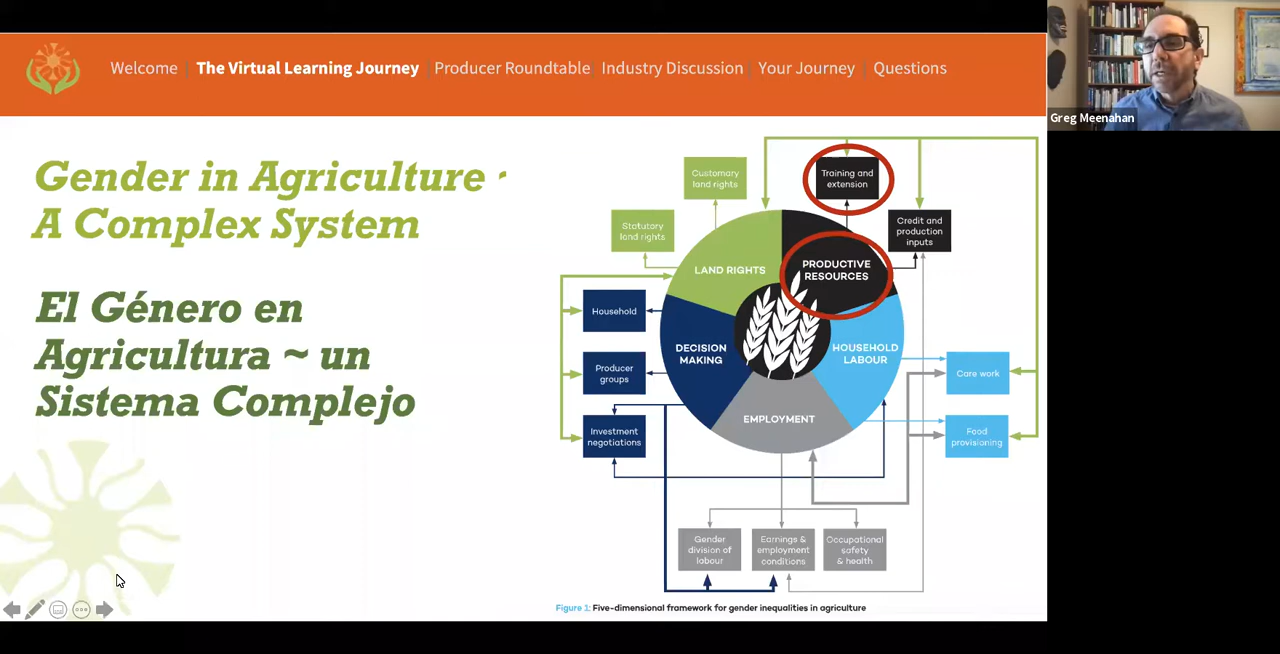 Welcome | The Virtual Learning Journey | Producer Roundtable | Industry Discussion | Your Journey | Questions
Greg Meenahan
Gender in Agriculture ~
A Complex System
El Género en
Agricultura ~ un
Sistema Complejo
Customary
land rights
Training and
extension
Statutory
land rights
Credit and
production
inputs
LAND RIGHTS
PRODUCTIVE
RESOURCES
Household
DECISION
MAKING
HOUSEHOLD
LABOUR
Producer
groups
Care work
EMPLOYMENT
Investment
negotiations
Food
provisioning
Gender
division of
labour
Earnings &
employment
conditions
Occupational
safety
& health
Figure 1: Five-dimensional framework for gender inequalities in agriculture